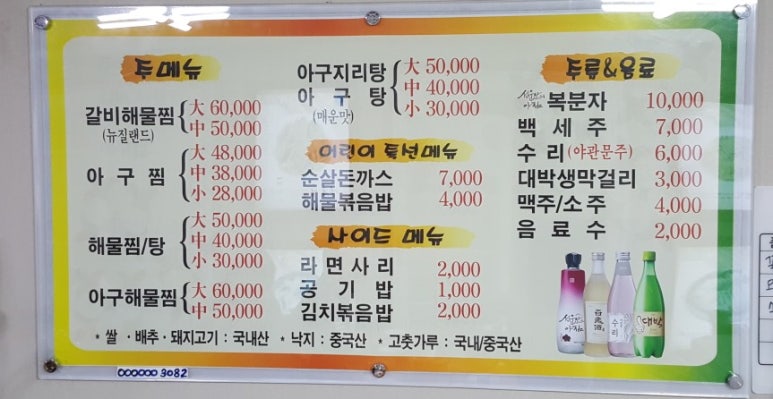 주메뉴
갈비해물찜 大 60,000
(뉴질랜드) 中 50,000
아구찜 大 48,000
中 38,000
小 28,000
해물찜/탕 大 50,000
中 40,000
小 30,000
아구해물찜 大 60,000
中 50,000
아구지리탕 大 50,000
아구탕 中 40,000
(매운맛) 小 30,000
어린이 특선메뉴
순살돈까스 7,000
해물볶음밥 4,000
사이드 메뉴
라면사리 2,000
공기밥 1,000
김치볶음밥 2,000
주류&음료
복분자 10,000
백세주 7,000
수리(야관문주) 6,000
대박생막걸리 3,000
맥주/소주 4,000
음료수 2,000
* 쌀 · 배추 · 돼지고기 : 국내산 * 낙지 : 중국산 * 고춧가루 : 국내/중국산
000000 3082
수리
대박